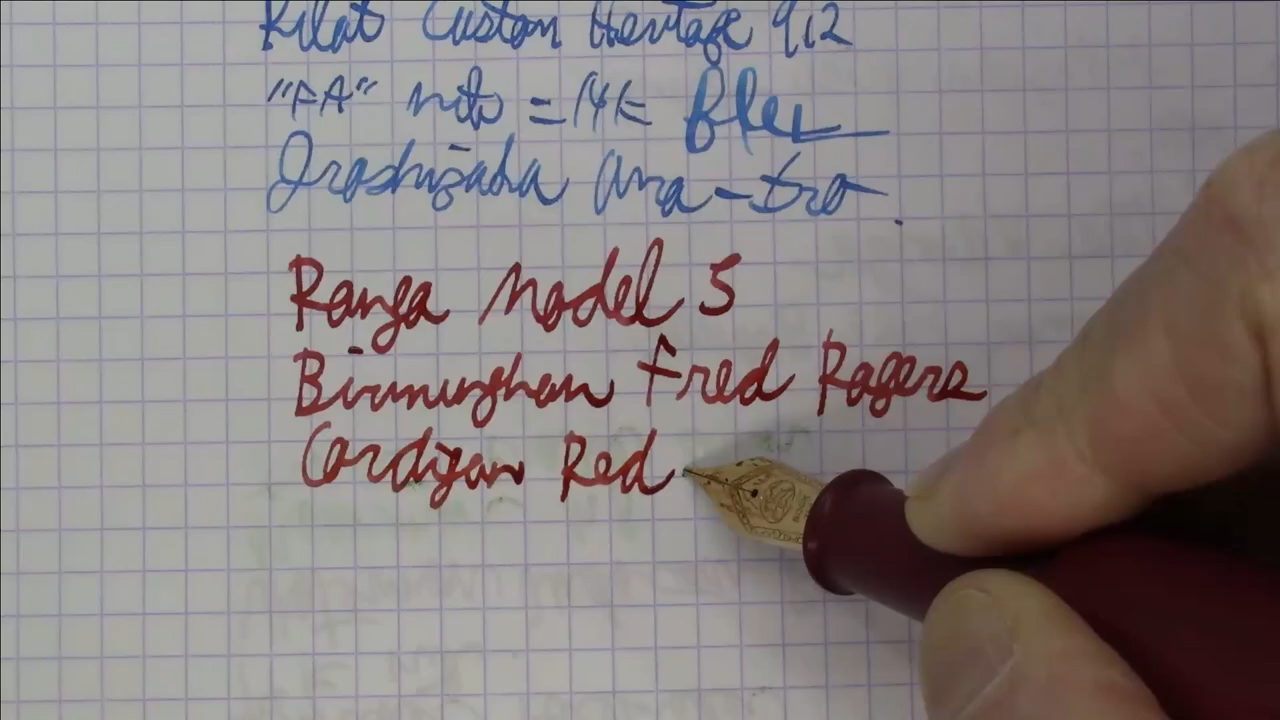 Pilot Custom Heritage 912
"FA" nib = 14K flex
Iroshizuku ama-iro.
Ranga Model 5
Birmingham Fred Rogers
Cardigan Red